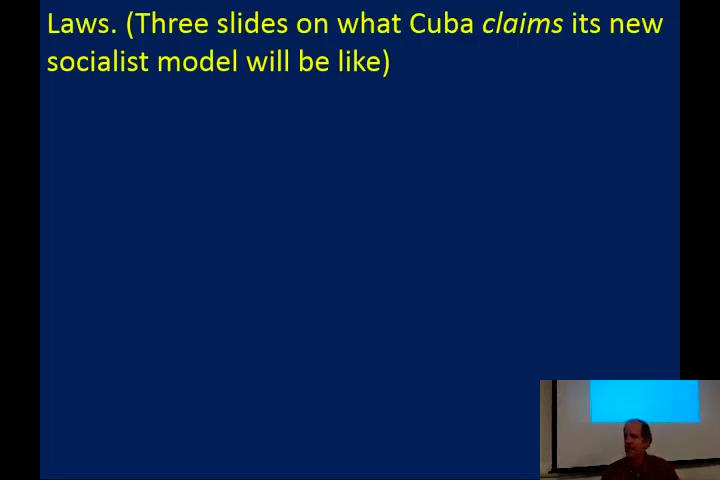 Laws. (Three slides on what Cuba claims its new
socialist model will be like)